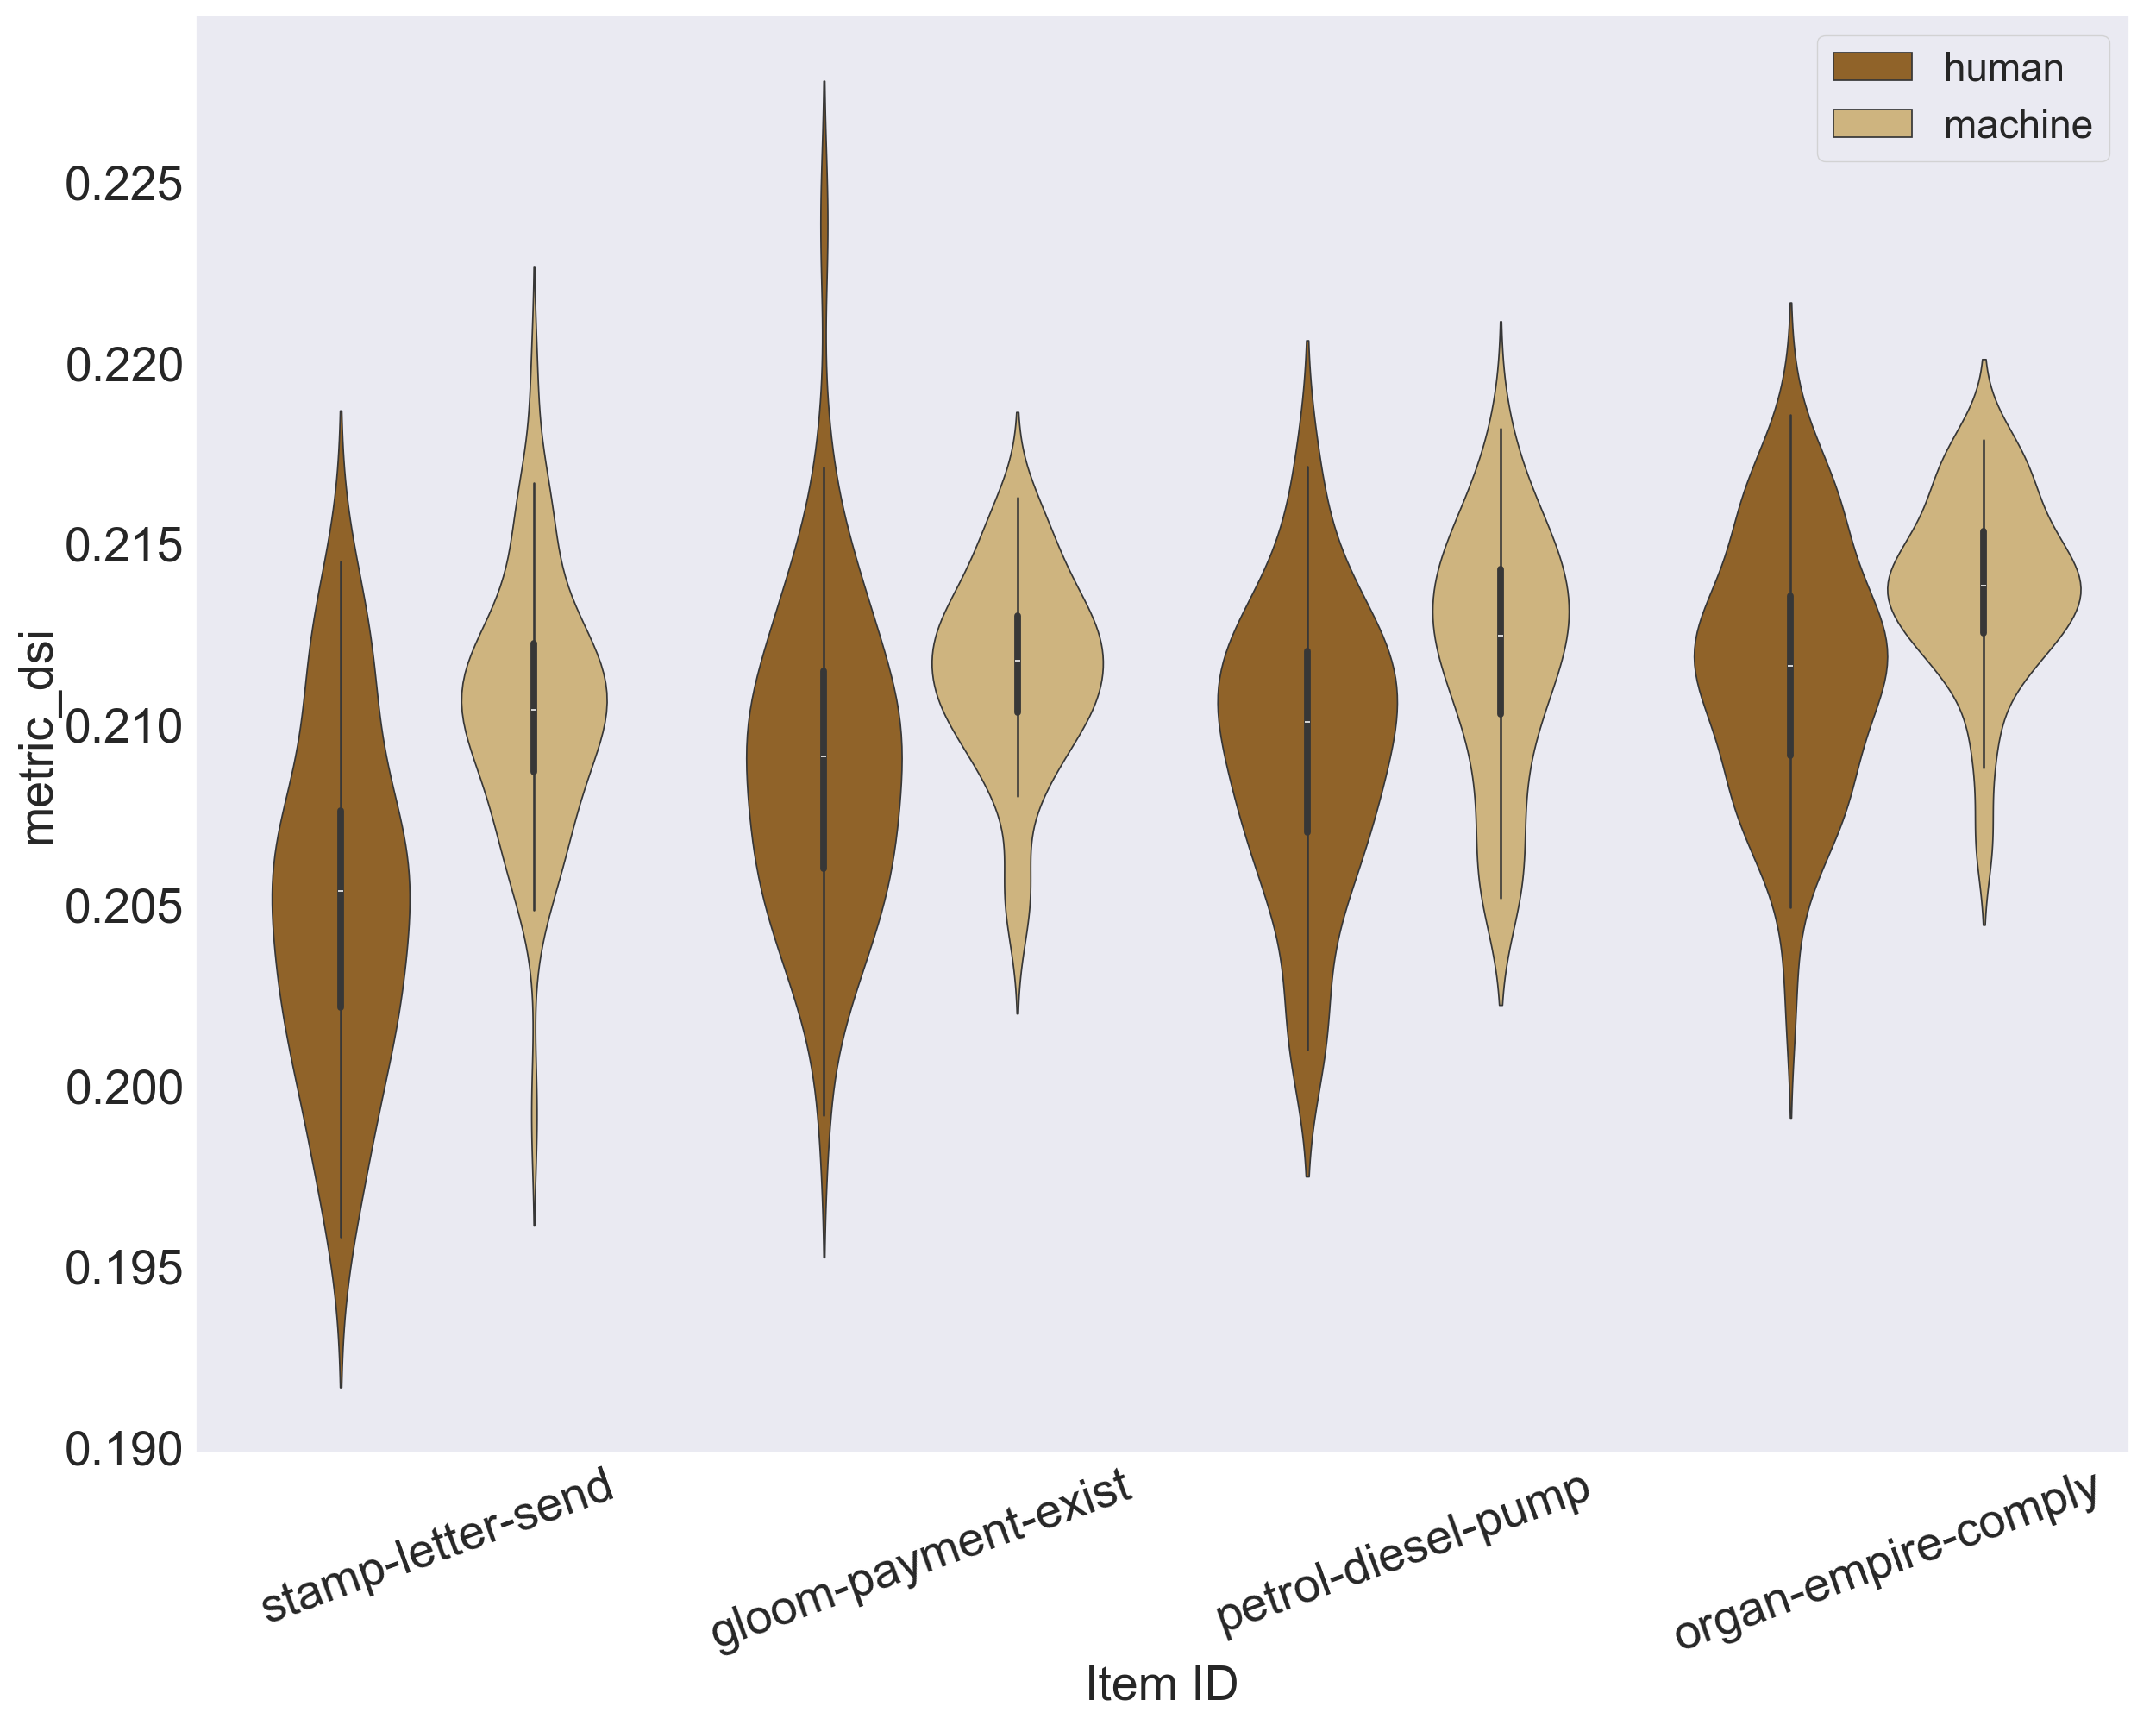 human
machine
0.225
0.220
0.215
0.210
0.205
0.200
0.195
0.190
metric_dsi
stamp-letter-send
gloom-payment-exist
petrol-diesel-pump
organ-empire-comply
Item ID